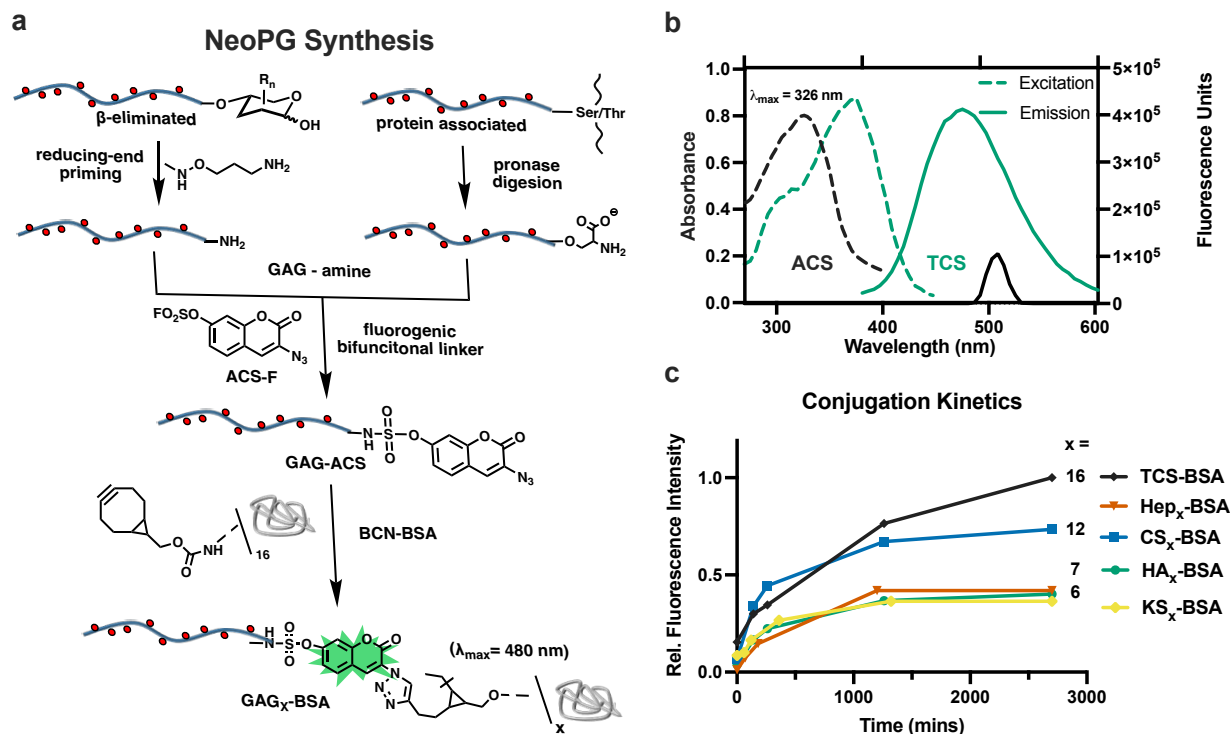 a
NeoPG Synthesis
Rn
O
O
OH
β-eliminated
protein associated
Ser/Thr
reducing-end
priming
N
H
O
NH2
pronase
digesition
NH2
O
O
⊖
O
NH2
GAG - amine
FO2SO
O
O
N3
ACS-F
fluorogenic
bifuncitonal linker
N
H
O
S
O
O
O
O
N3
GAG-ACS
O
O
NH
16
BCN-BSA
H
N
O
S
O
O
O
O
N
N
N
(λmax= 480 nm)
GAGX-BSA
O
x
b
1.0
0.8
0.6
0.4
0.2
0.0
Absorbance
λmax = 326 nm
Excitation
Emission
ACS
TCS
5×10⁵
4×10⁵
3×10⁵
2×10⁵
1×10⁵
0
Fluorescence Units
300
400
500
600
Wavelength (nm)
c
Conjugation Kinetics
Rel. Fluorescence Intensity
1.0
0.5
0.0
0
1000
2000
3000
Time (mins)
x =
16
12
7
6
TCS-BSA
Hepx-BSA
CSx-BSA
HAx-BSA
KSx-BSA